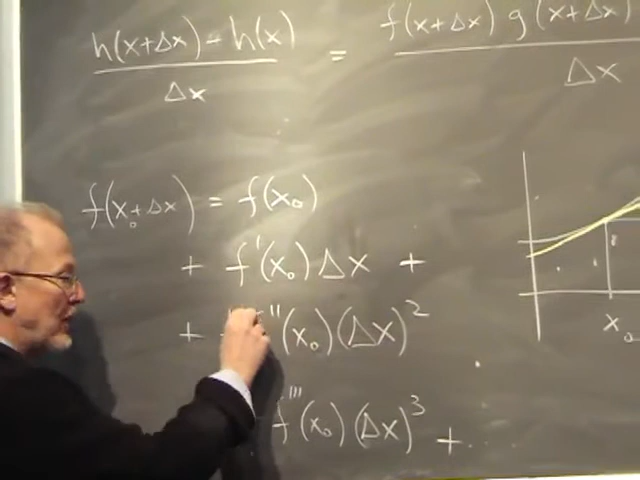 h(x+Δx) - h(x) / Δx = f(x+Δx) g(x+Δx) / Δx
f(x₀+Δx) = f(x₀)
+ f'(x₀)Δx +
+ ''(x₀)(Δx)²
f'''(x₀)(Δx)³ + ..
x₀